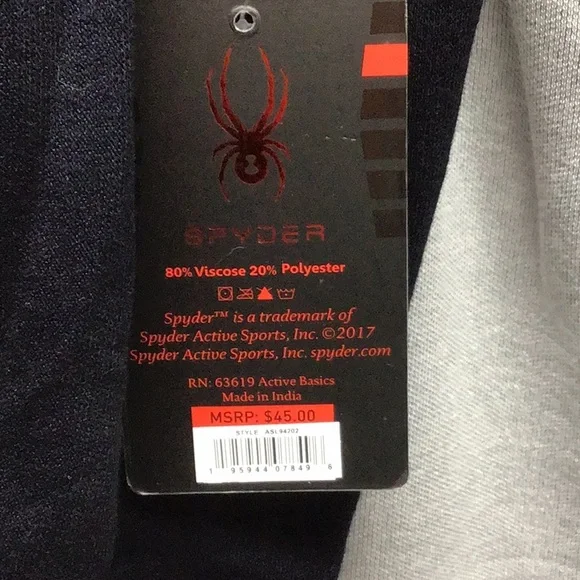 SPYDER
80% Viscose 20% Polyester
Spyder™ is a trademark of
Spyder Active Sports, Inc. ©2017
Spyder Active Sports, Inc. spyder.com
RN: 63619 Active Basics
Made in India
MSRP: $45.00
STYLE ASL94202
1 95944 07849 8